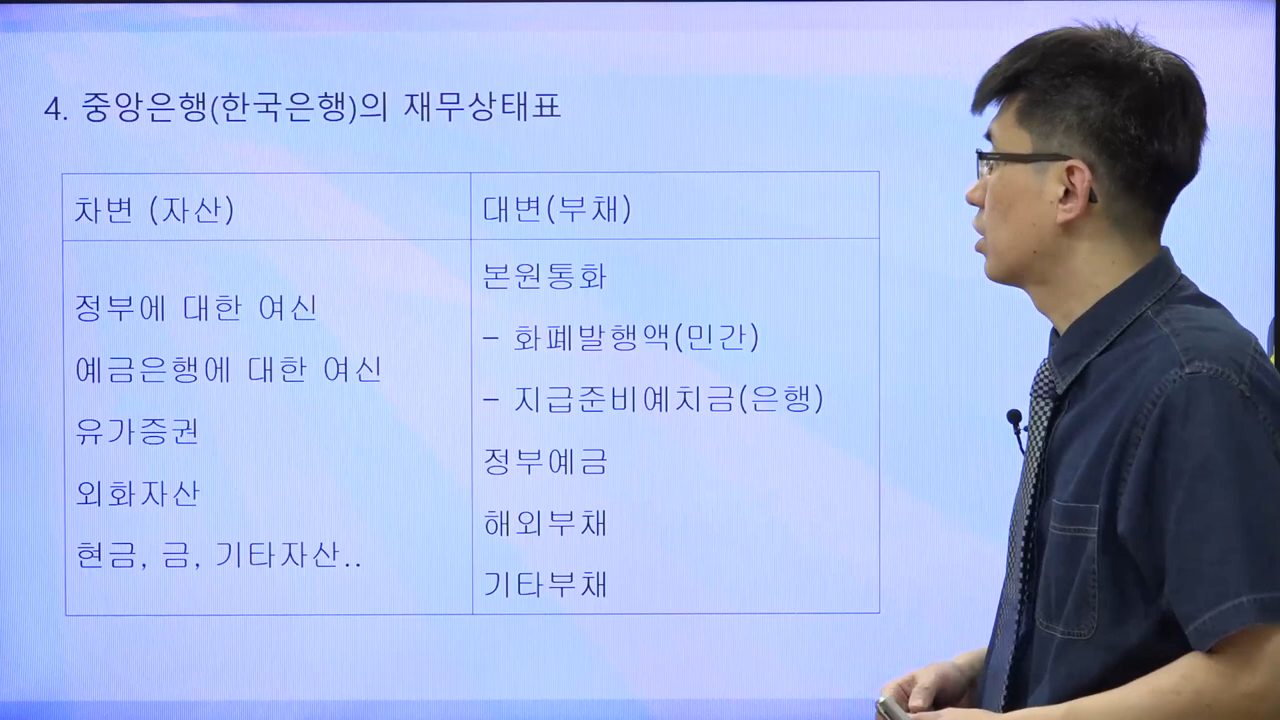 4. 중앙은행(한국은행)의 재무상태표
차변 (자산)
대변(부채)
정부에 대한 여신
예금은행에 대한 여신
유가증권
외화자산
현금, 금, 기타자산..
본원통화
- 화폐발행액(민간)
- 지급준비예치금(은행)
정부예금
해외부채
기타부채